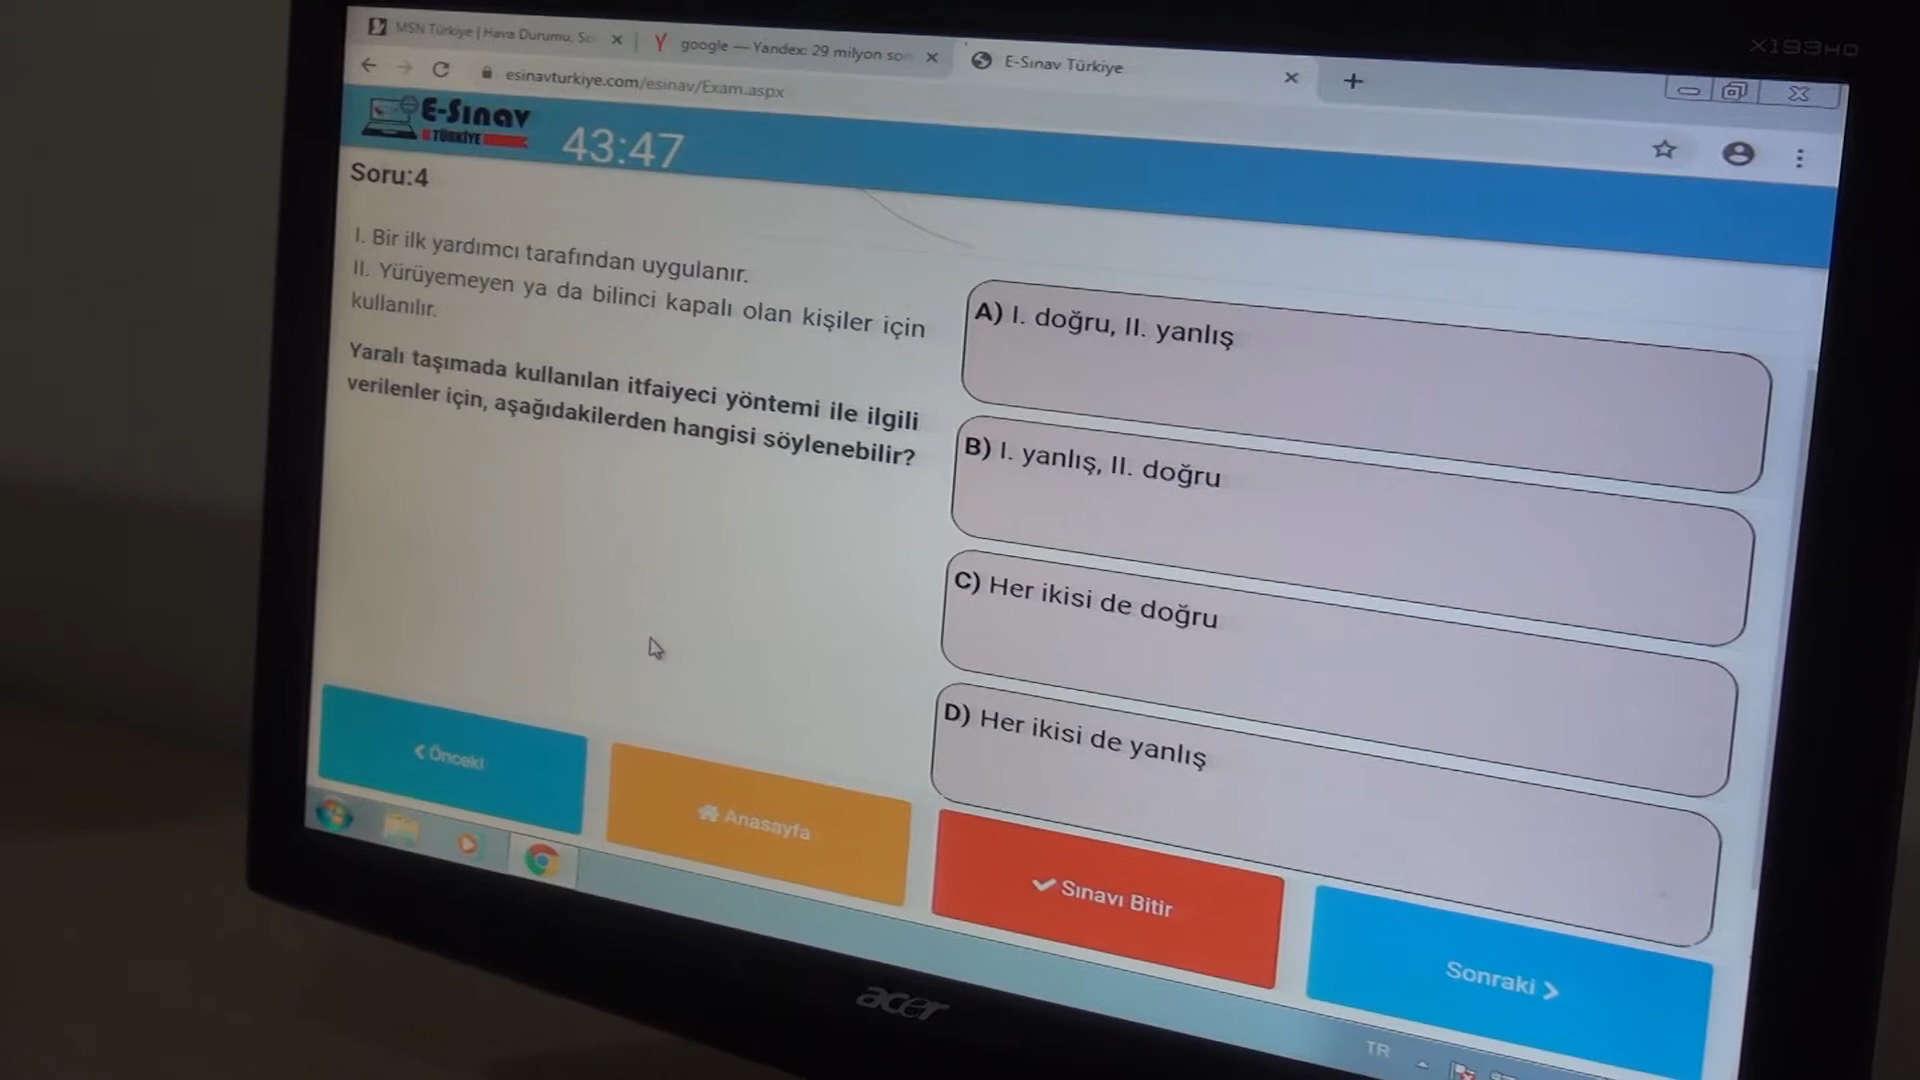 X193HD
MSN Türkiye | Hava Durumu, So
google — Yandex: 29 milyon son
E-Sınav Türkiye
esinavturkiye.com/esinav/Exam.aspx
E-Sınav
TÜRKİYE
43:47
Soru:4
I. Bir ilk yardımcı tarafından uygulanır.
II. Yürüyemeyen ya da bilinci kapalı olan kişiler için
kullanılır.
Yaralı taşımada kullanılan itfaiyeci yöntemi ile ilgili
verilenler için, aşağıdakilerden hangisi söylenebilir?
A) I. doğru, II. yanlış
B) I. yanlış, II. doğru
C) Her ikisi de doğru
D) Her ikisi de yanlış
Önceki
Anasayfa
Sınavı Bitir
Sonraki
TR
acer